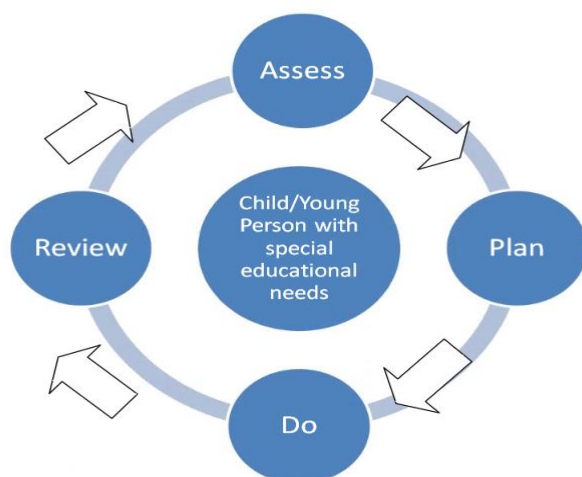 Assess
Child/Young
Person with
special
educational
needs
Review
Plan
Do